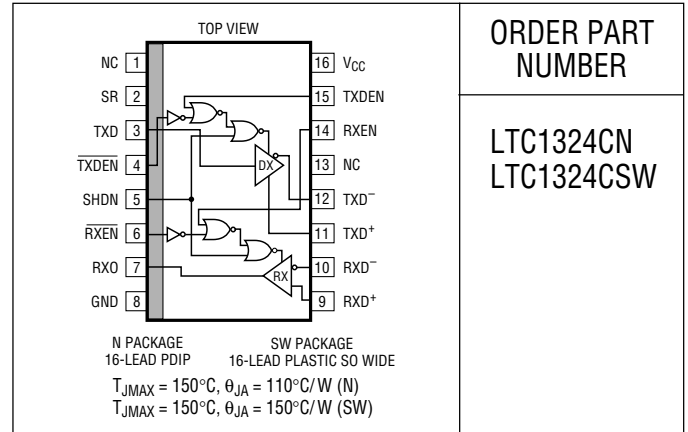 TOP VIEW
NC 1
SR 2
TXD 3
T̅X̅D̅E̅N̅ 4
SHDN 5
R̅X̅E̅N̅ 6
RXO 7
GND 8
16 VCC
15 TXDEN
14 RXEN
13 NC
12 TXD–
11 TXD+
10 RXD–
9 RXD+
DX
RX
N PACKAGE
16-LEAD PDIP
SW PACKAGE
16-LEAD PLASTIC SO WIDE
TJMAX = 150°C, θJA = 110°C/W (N)
TJMAX = 150°C, θJA = 150°C/W (SW)
ORDER PART
NUMBER
LTC1324CN
LTC1324CSW